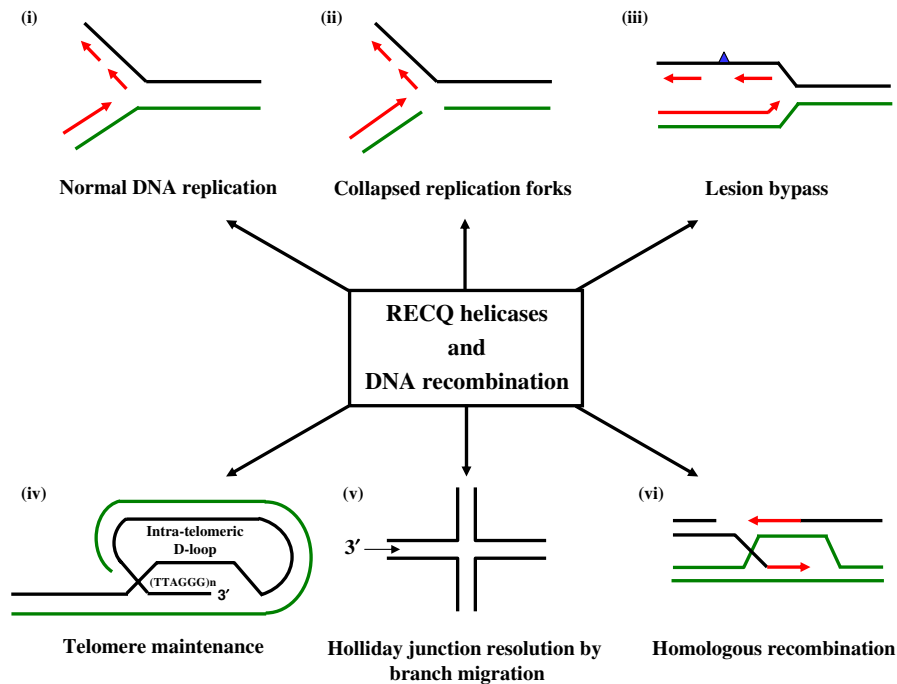 (i)
(ii)
(iii)
Normal DNA replication
Collapsed replication forks
Lesion bypass
RECQ helicases
and
DNA recombination
(iv)
(v)
(vi)
Intra-telomeric
D-loop
(TTAGGG)n
3′
3′
Telomere maintenance
Holliday junction resolution by
branch migration
Homologous recombination